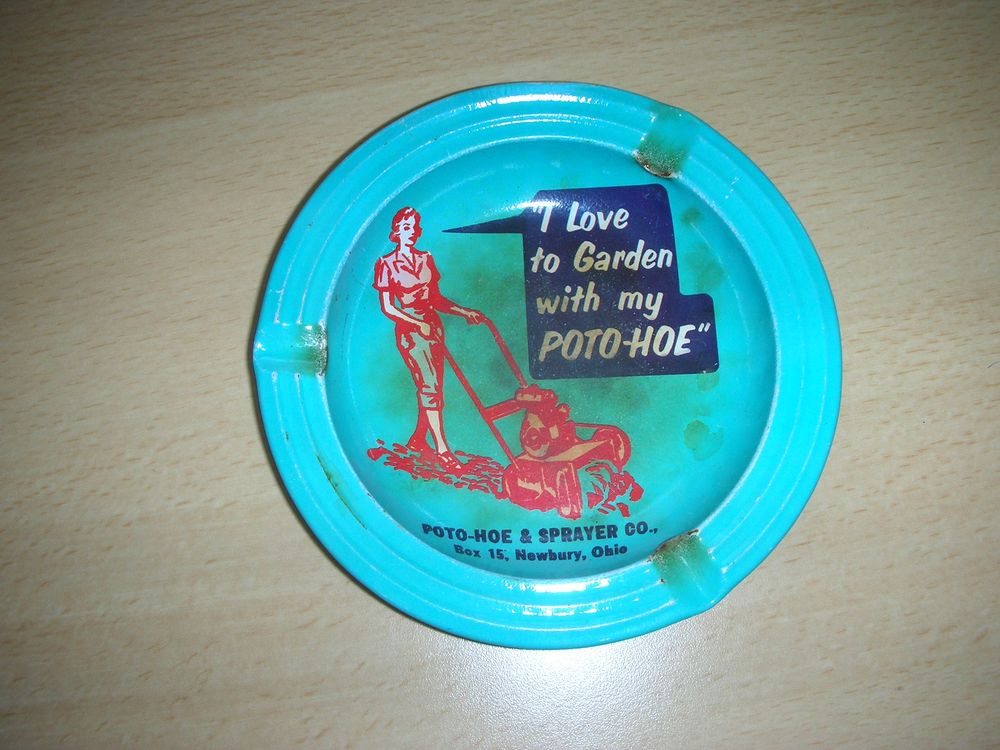 "I Love
to Garden
with my
POTO-HOE"
POTO-HOE & SPRAYER CO.,
Box 15, Newbury, Ohio